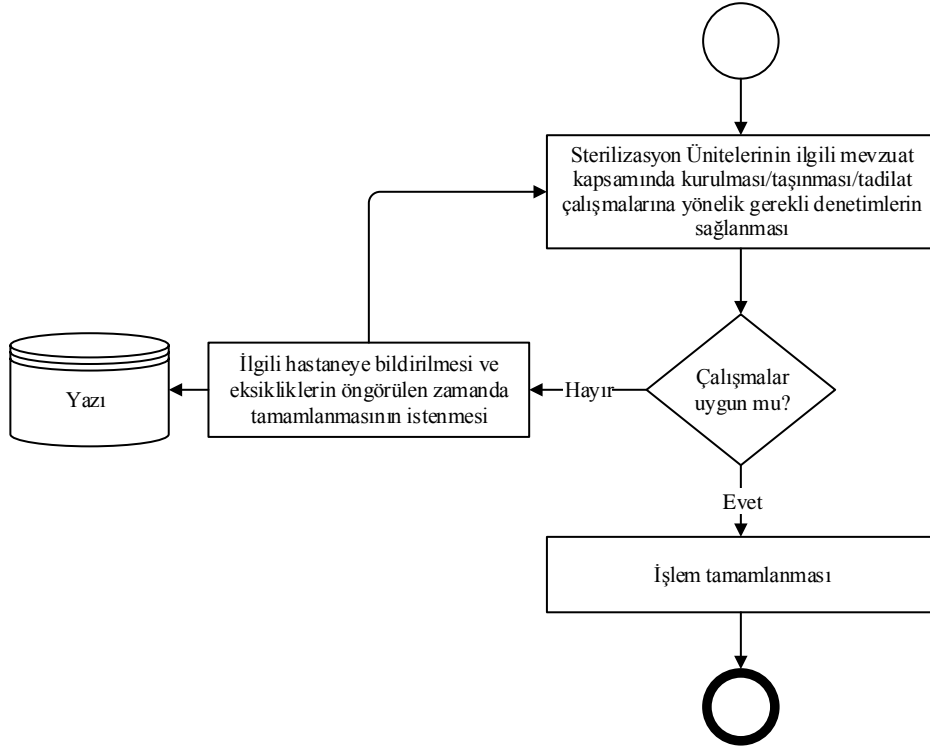 Sterilizasyon Ünitelerinin ilgili mevzuat
kapsamında kurulması/taşınması/tadilat
çalışmalarına yönelik gerekli denetimlerin
sağlanması
Çalışmalar
uygun mu?
Hayır
İlgili hastaneye bildirilmesi ve
eksikliklerin öngörülen zamanda
tamamlanmasının istenmesi
Yazı
Evet
İşlem tamamlanması